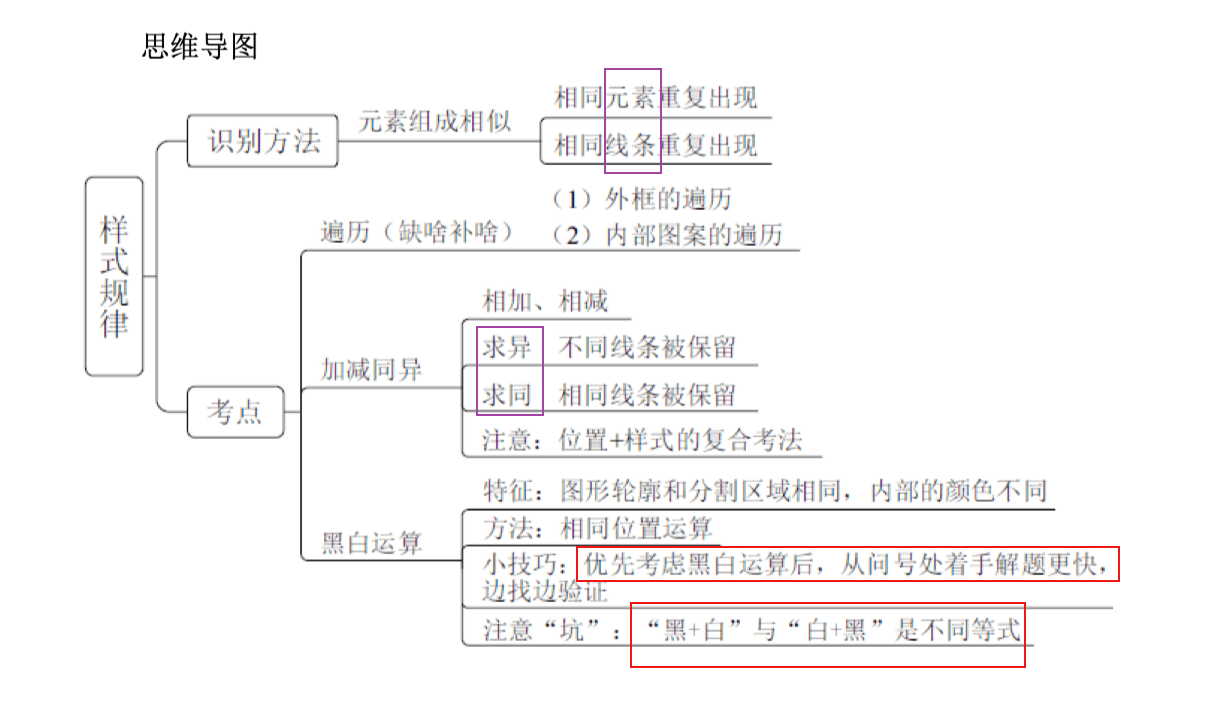 思维导图
样式规律
识别方法
元素组成相似
相同元素重复出现
相同线条重复出现
考点
遍历（缺啥补啥）
（1）外框的遍历
（2）内部图案的遍历
加减同异
相加、相减
求异 不同线条被保留
求同 相同线条被保留
注意：位置+样式的复合考法
黑白运算
特征：图形轮廓和分割区域相同，内部的颜色不同
方法：相同位置运算
小技巧：优先考虑黑白运算后，从问号处着手解题更快，
边找边验证
注意“坑”：“黑+白”与“白+黑”是不同等式